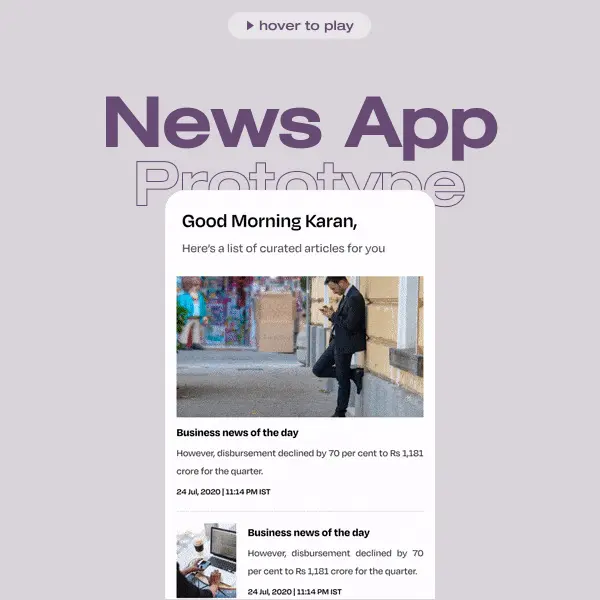 hover to play
News App
Prototype
Good Morning Karan,
Here's a list of curated articles for you
Business news of the day
However, disbursement declined by 70 per cent to Rs 1,181
crore for the quarter.
24 Jul, 2020 | 11:14 PM IST
Business news of the day
However, disbursement declined by 70
per cent to Rs 1,181 crore for the quarter.
24 Jul, 2020 | 11:14 PM IST